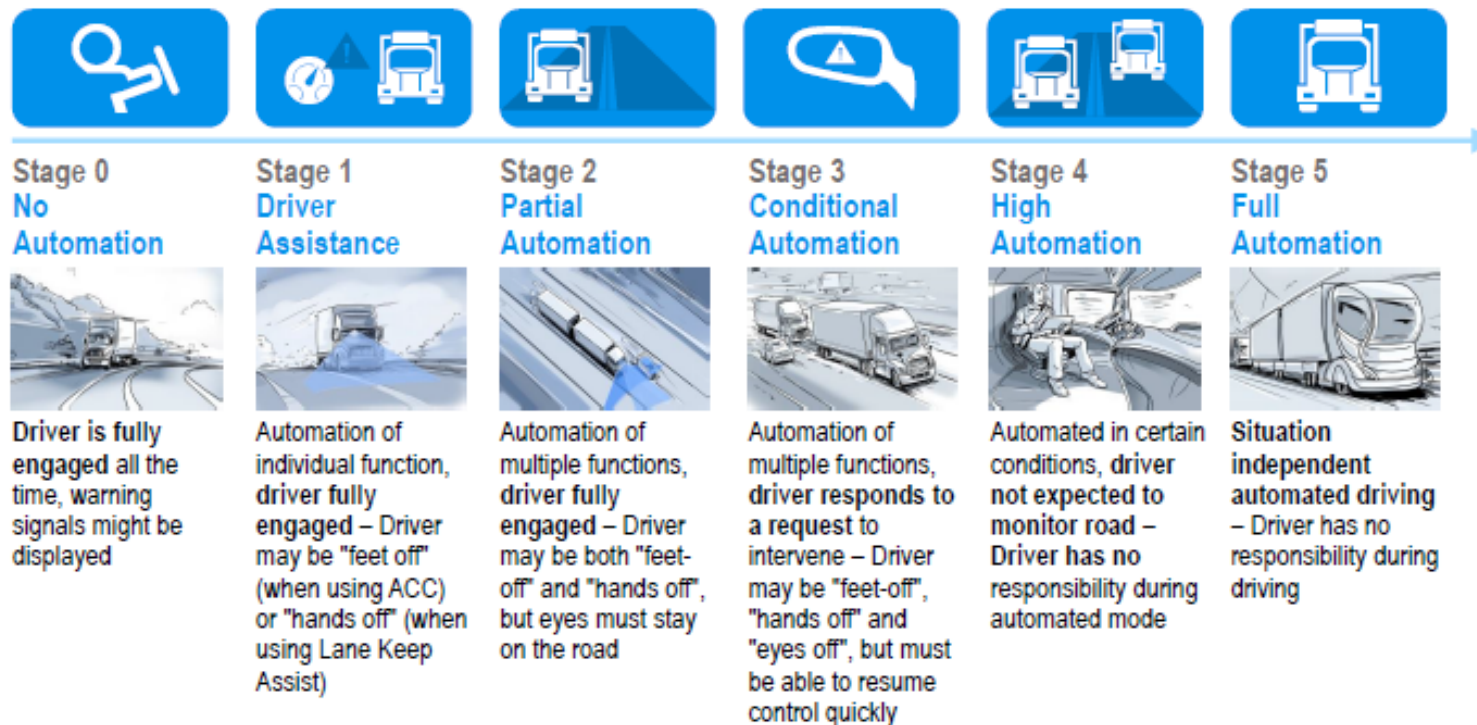 Stage 0
No
Automation
Driver is fully
engaged all the
time, warning
signals might be
displayed
Stage 1
Driver
Assistance
Automation of
individual function,
driver fully
engaged – Driver
may be "feet off"
(when using ACC)
or "hands off" (when
using Lane Keep
Assist)
Stage 2
Partial
Automation
Automation of
multiple functions,
driver fully
engaged – Driver
may be both "feet-
off" and "hands off",
but eyes must stay
on the road
Stage 3
Conditional
Automation
Automation of
multiple functions,
driver responds to
a request to
intervene – Driver
may be "feet-off",
"hands off" and
"eyes off", but must
be able to resume
control quickly
Stage 4
High
Automation
Automated in certain
conditions, driver
not expected to
monitor road –
Driver has no
responsibility during
automated mode
Stage 5
Full
Automation
Situation
independent
automated driving
– Driver has no
responsibility during
driving